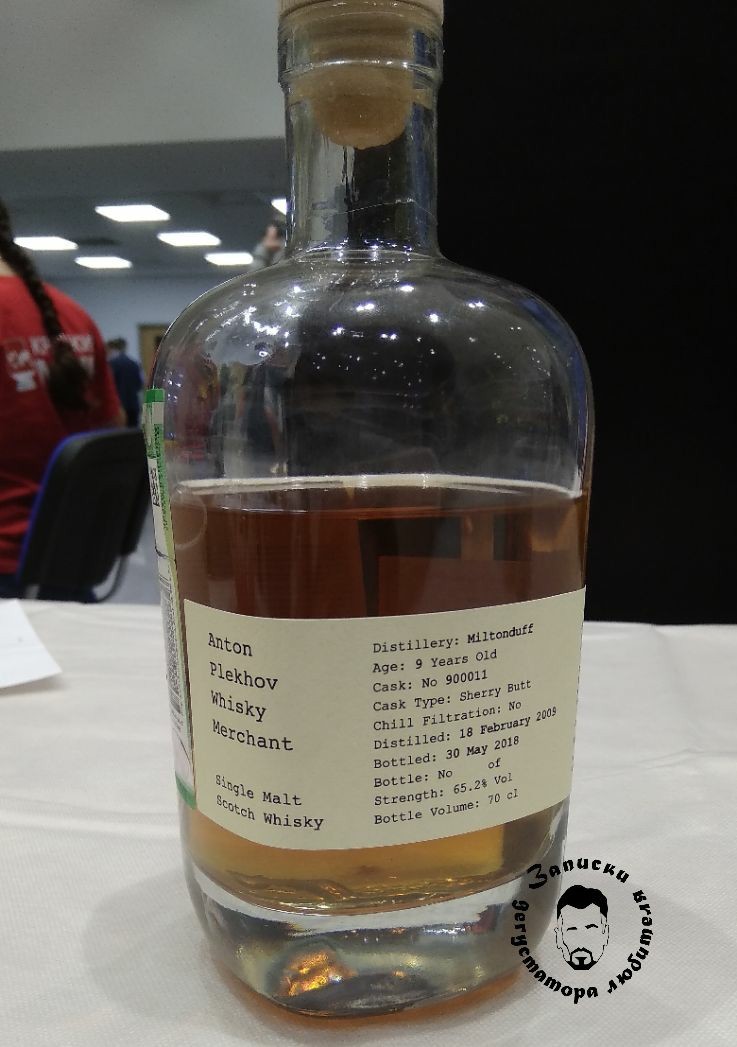 Anton
Plekhov
Whisky
Merchant
Single Malt
Scotch Whisky
Distillery: Miltonduff
Age: 9 Years Old
Cask: No 900011
Cask Type: Sherry Butt
Chill Filtration: No
Distilled: 18 February 2009
Bottled: 30 May 2018
Bottle: No of
Strength: 65.2% Vol
Bottle Volume: 70 cl
Записки дегустатора любителя